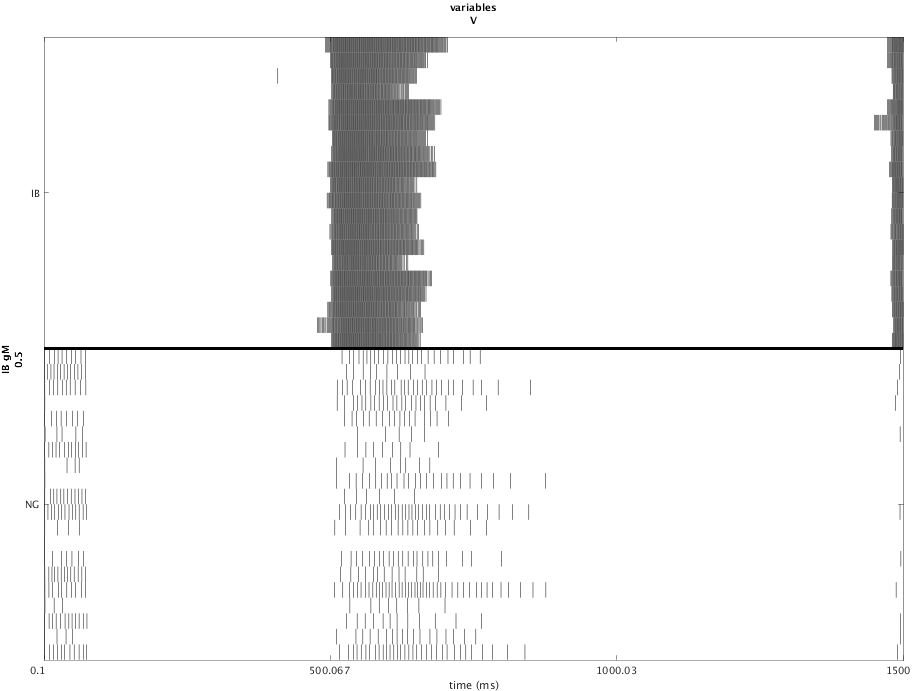 variables
V
IB
IB gM
0.5
NG
0.1
500.067
1000.03
1500
time (ms)